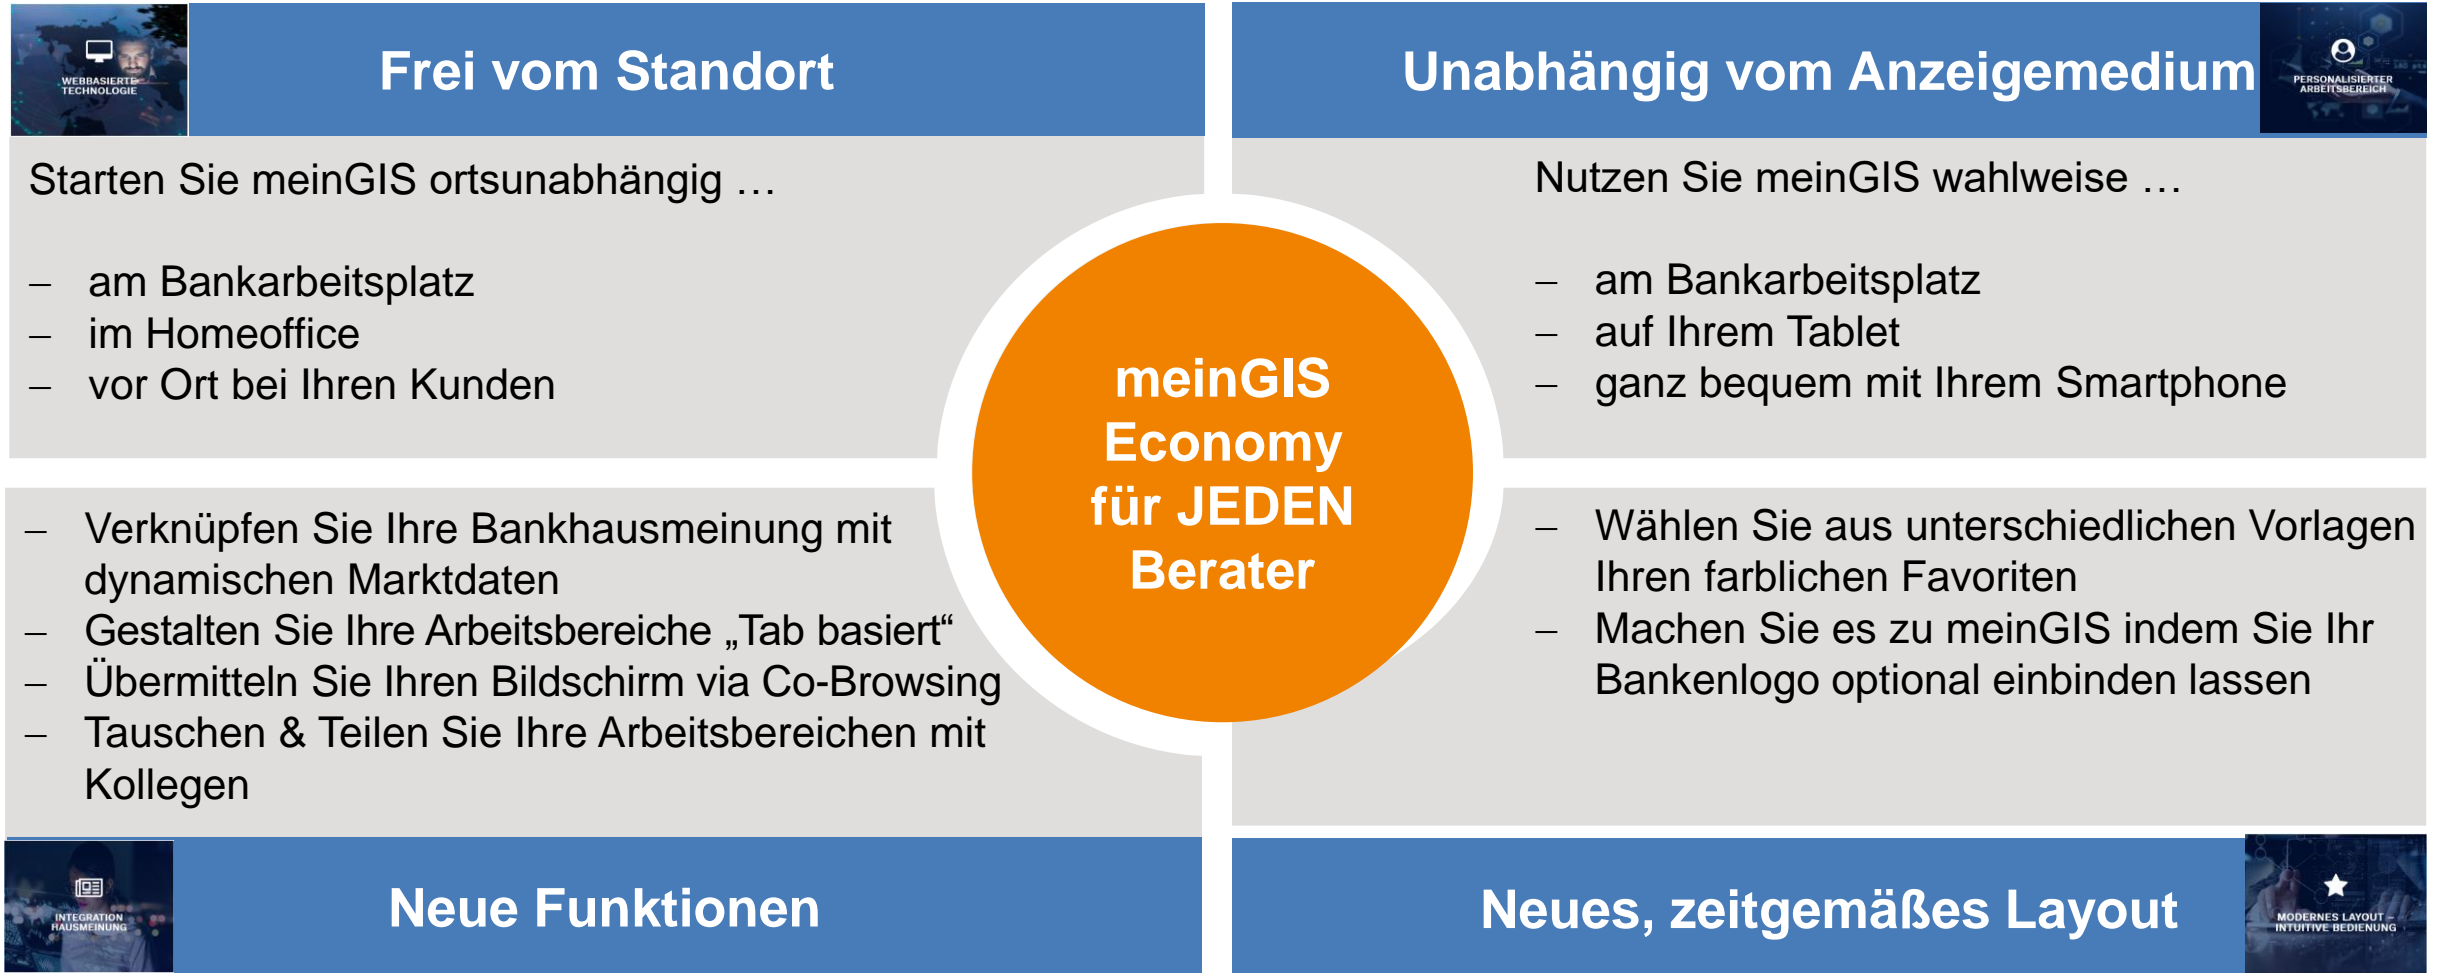 WEBBASIERTE
TECHNOLOGIE
Frei vom Standort
Starten Sie meinGIS ortsunabhängig …
– am Bankarbeitsplatz
– im Homeoffice
– vor Ort bei Ihren Kunden
Unabhängig vom Anzeigemedium
PERSONALISIERTER
ARBEITSBEREICH
Nutzen Sie meinGIS wahlweise …
– am Bankarbeitsplatz
– auf Ihrem Tablet
– ganz bequem mit Ihrem Smartphone
meinGIS
Economy
für JEDEN
Berater
– Verknüpfen Sie Ihre Bankhausmeinung mit
dynamischen Marktdaten
– Gestalten Sie Ihre Arbeitsbereiche „Tab basiert“
– Übermitteln Sie Ihren Bildschirm via Co-Browsing
– Tauschen & Teilen Sie Ihre Arbeitsbereichen mit
Kollegen
INTEGRATION
HAUSMEINUNG
Neue Funktionen
– Wählen Sie aus unterschiedlichen Vorlagen
Ihren farblichen Favoriten
– Machen Sie es zu meinGIS indem Sie Ihr
Bankenlogo optional einbinden lassen
Neues, zeitgemäßes Layout
MODERNES LAYOUT –
INTUITIVE BEDIENUNG